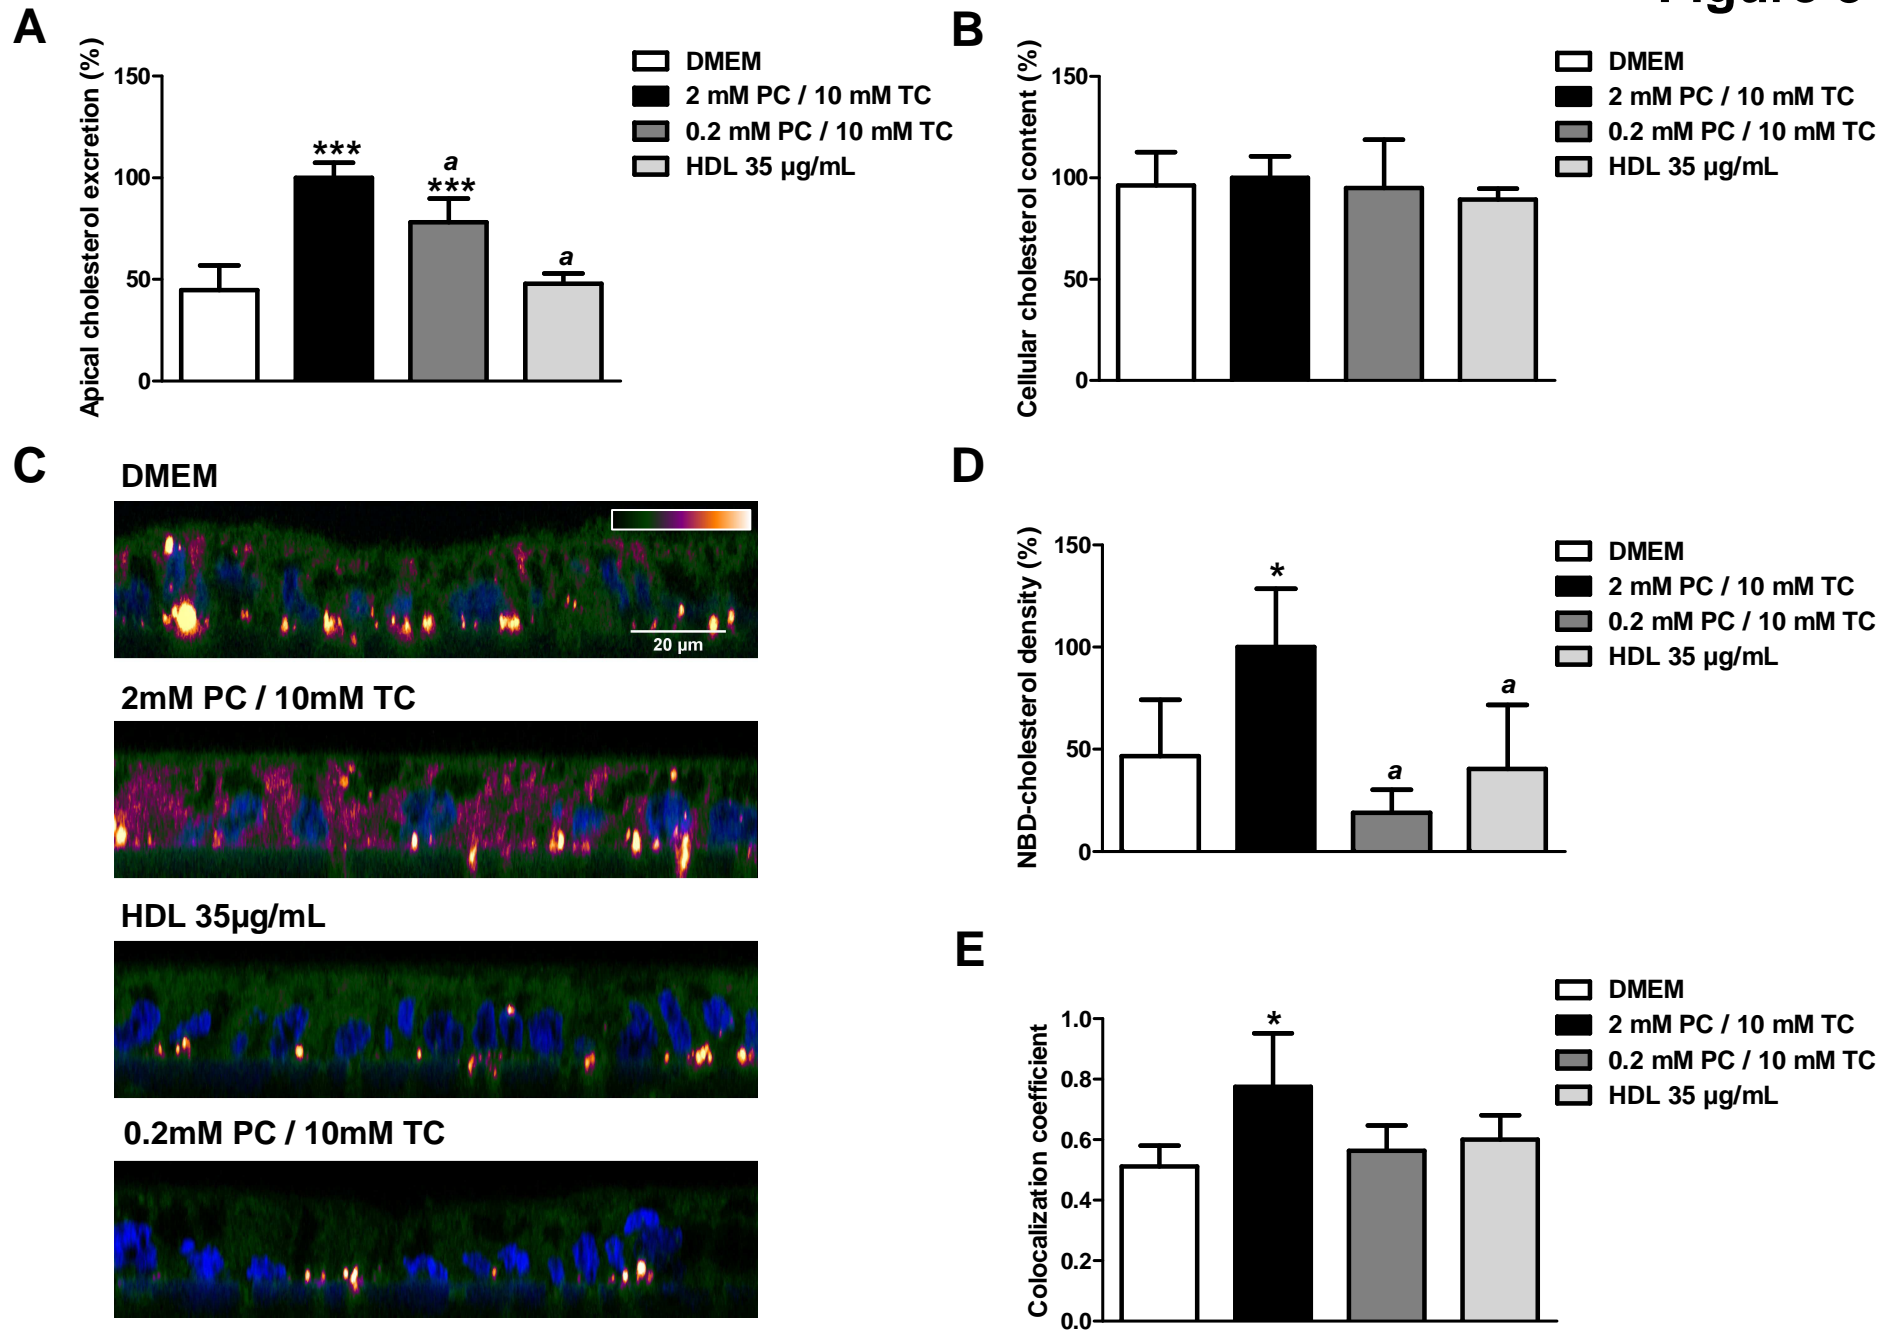 A
Apical cholesterol excretion (%)
150
100
50
0
***
a
***
a
DMEM
2 mM PC / 10 mM TC
0.2 mM PC / 10 mM TC
HDL 35 µg/mL
B
Cellular cholesterol content (%)
150
100
50
0
DMEM
2 mM PC / 10 mM TC
0.2 mM PC / 10 mM TC
HDL 35 µg/mL
C
DMEM
20 µm
2mM PC / 10mM TC
HDL 35µg/mL
0.2mM PC / 10mM TC
D
NBD-cholesterol density (%)
150
100
50
0
*
a
a
DMEM
2 mM PC / 10 mM TC
0.2 mM PC / 10 mM TC
HDL 35 µg/mL
E
Colocalization coefficient
1.0
0.8
0.6
0.4
0.2
0.0
*
DMEM
2 mM PC / 10 mM TC
0.2 mM PC / 10 mM TC
HDL 35 µg/mL